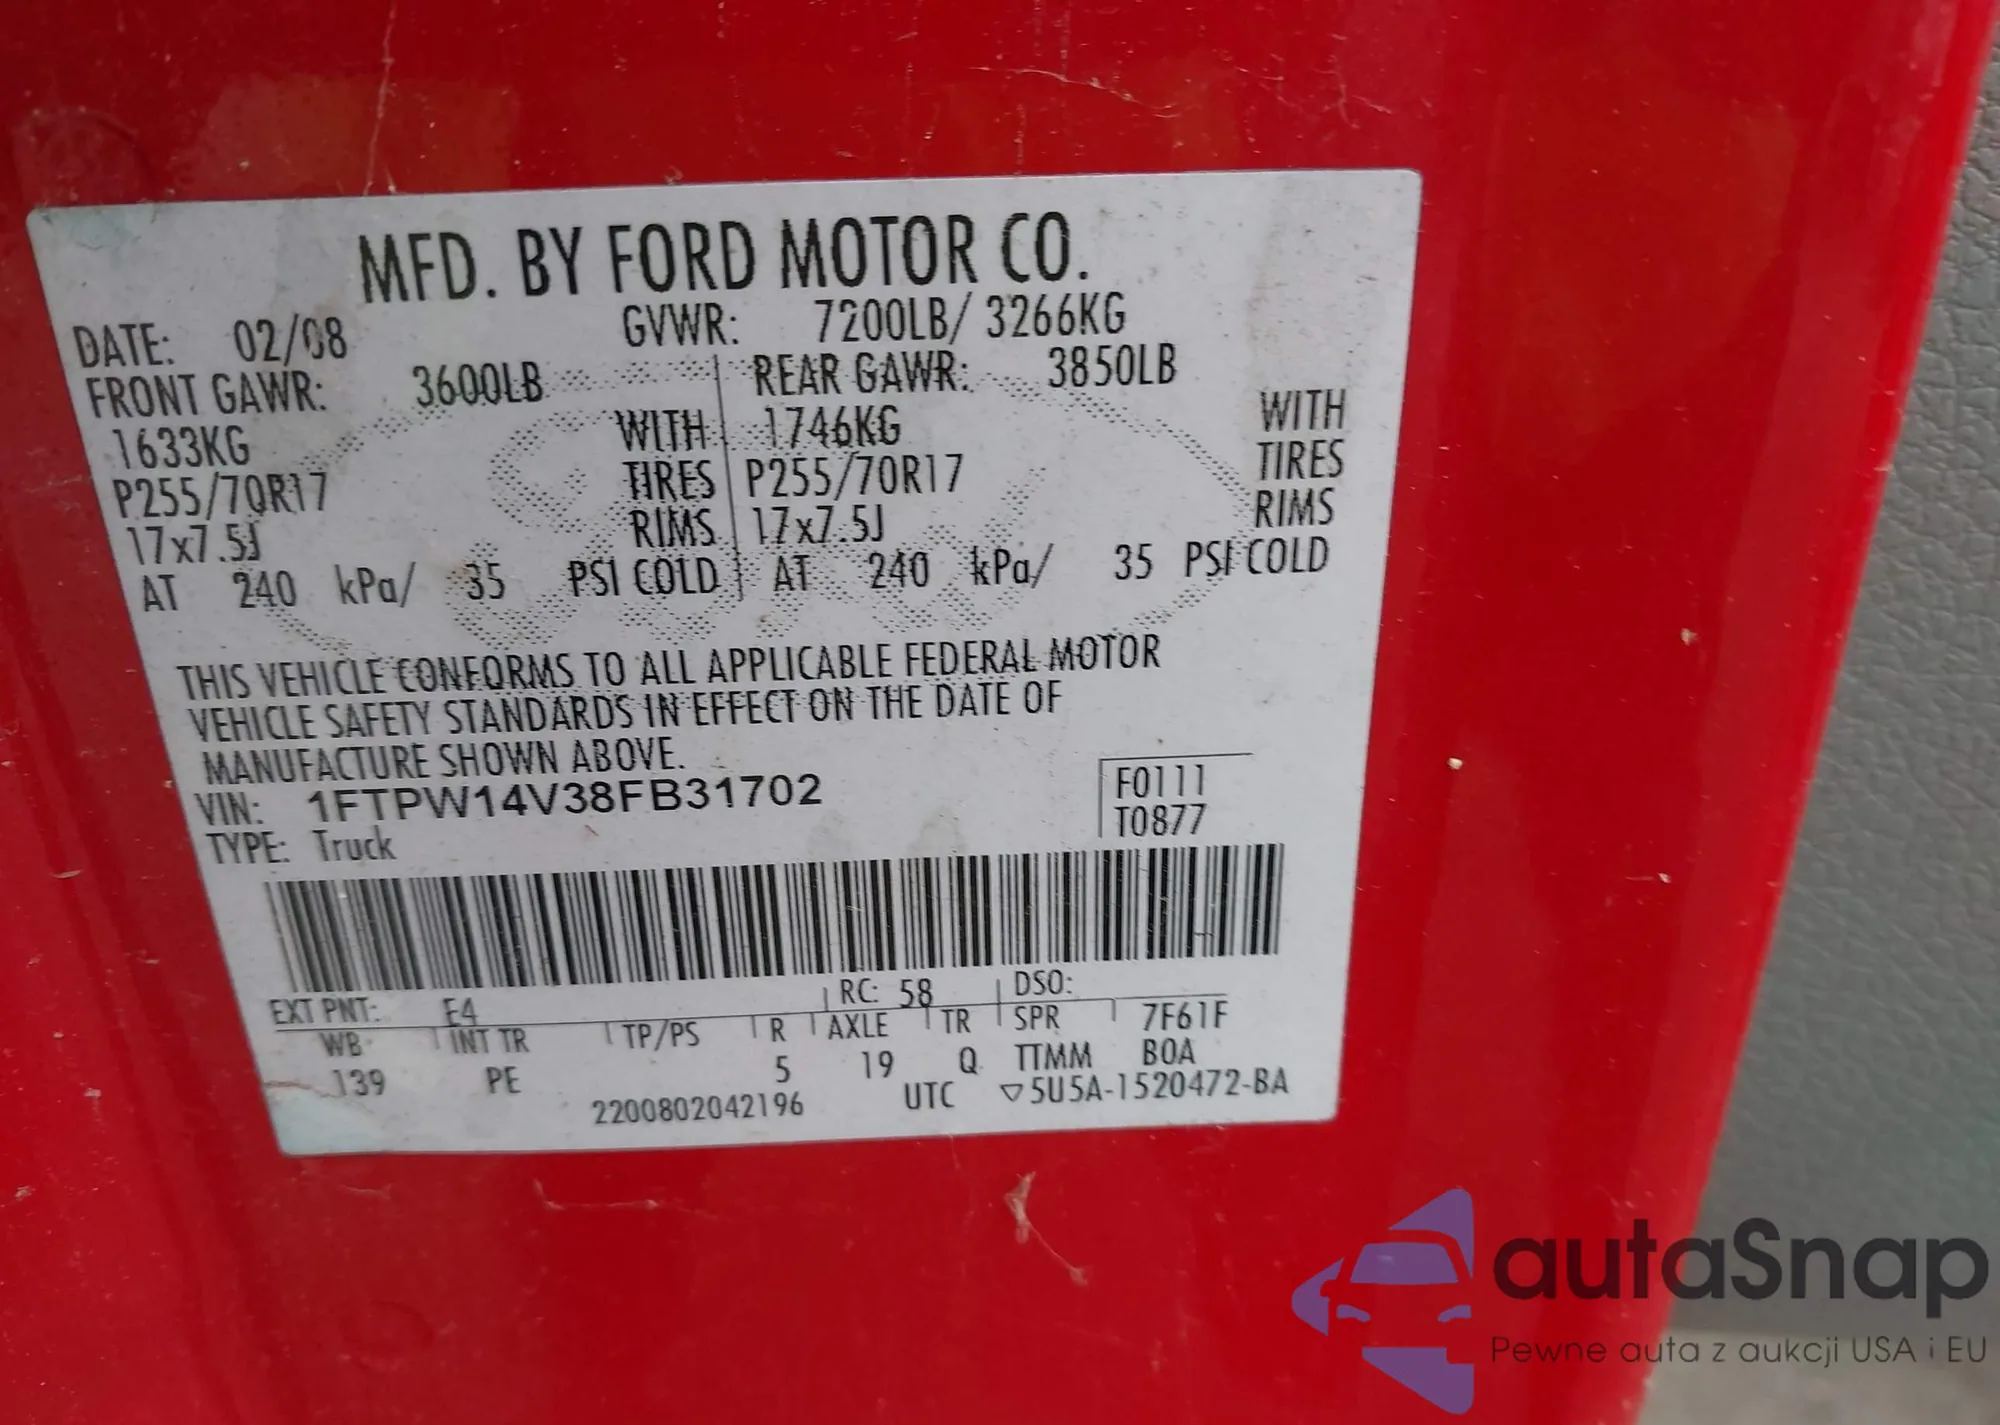 MFD. BY FORD MOTOR CO.
DATE: 02/08 GVWR: 7200LB/ 3266KG
FRONT GAWR: 3600LB REAR GAWR: 3850LB
1633KG WITH 1746KG WITH
P255/70R17 TIRES P255/70R17 TIRES
17x7.5J RIMS 17x7.5J RIMS
AT 240 kPa/ 35 PSI COLD AT 240 kPa/ 35 PSI COLD
THIS VEHICLE CONFORMS TO ALL APPLICABLE FEDERAL MOTOR
VEHICLE SAFETY STANDARDS IN EFFECT ON THE DATE OF
MANUFACTURE SHOWN ABOVE.
VIN: 1FTPW14V38FB31702 F0111
TYPE: Truck T0877
EXT PNT: E4 RC: 58 DSO:
WB INT TR TP/PS R AXLE TR SPR 7F61F
139 PE 5 19 Q TTMM BOA
2200802042196 UTC ▽5U5A-1520472-BA
autaSnap
Pewne auta z aukcji USA i EU